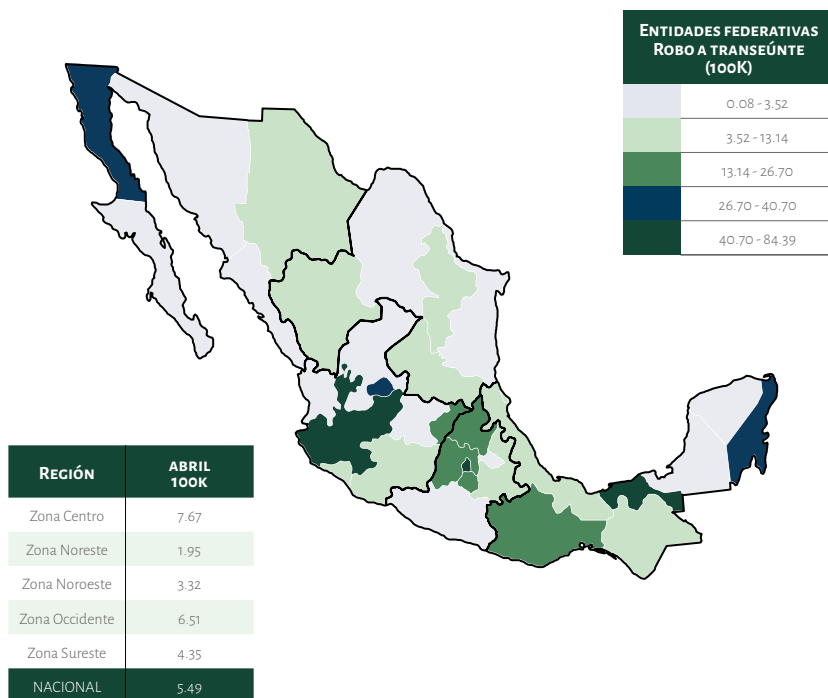 Entidades federativas
Robo a transeúnte
(100K)
0.08 - 3.52
3.52 - 13.14
13.14 - 26.70
26.70 - 40.70
40.70 - 84.39
Región abril 100K
Zona Centro 7.67
Zona Noreste 1.95
Zona Noroeste 3.32
Zona Occidente 6.51
Zona Sureste 4.35
NACIONAL 5.49